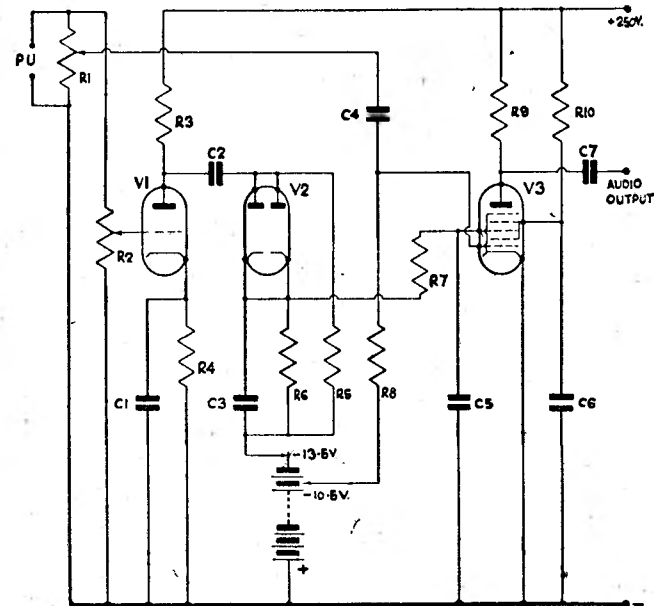 +250V.
PU
R1
R3
C4
R9
R10
C2
C7
V1
V2
V3
AUDIO
OUTPUT
R2
R7
R4
C1
C3
R6
R5
R8
C5
C6
-13.5V.
-10.5V.
+
-